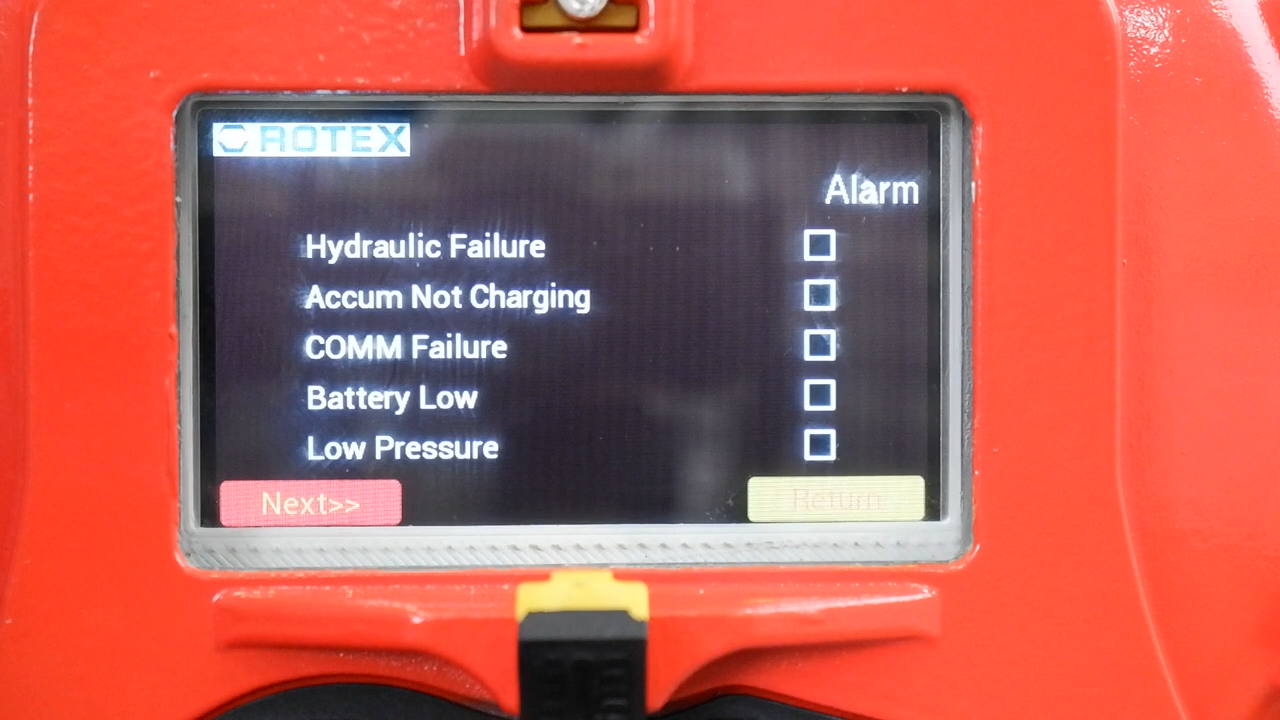 ROTEX
Alarm
Hydraulic Failure
Accum Not Charging
COMM Failure
Battery Low
Low Pressure
Next>>
Return